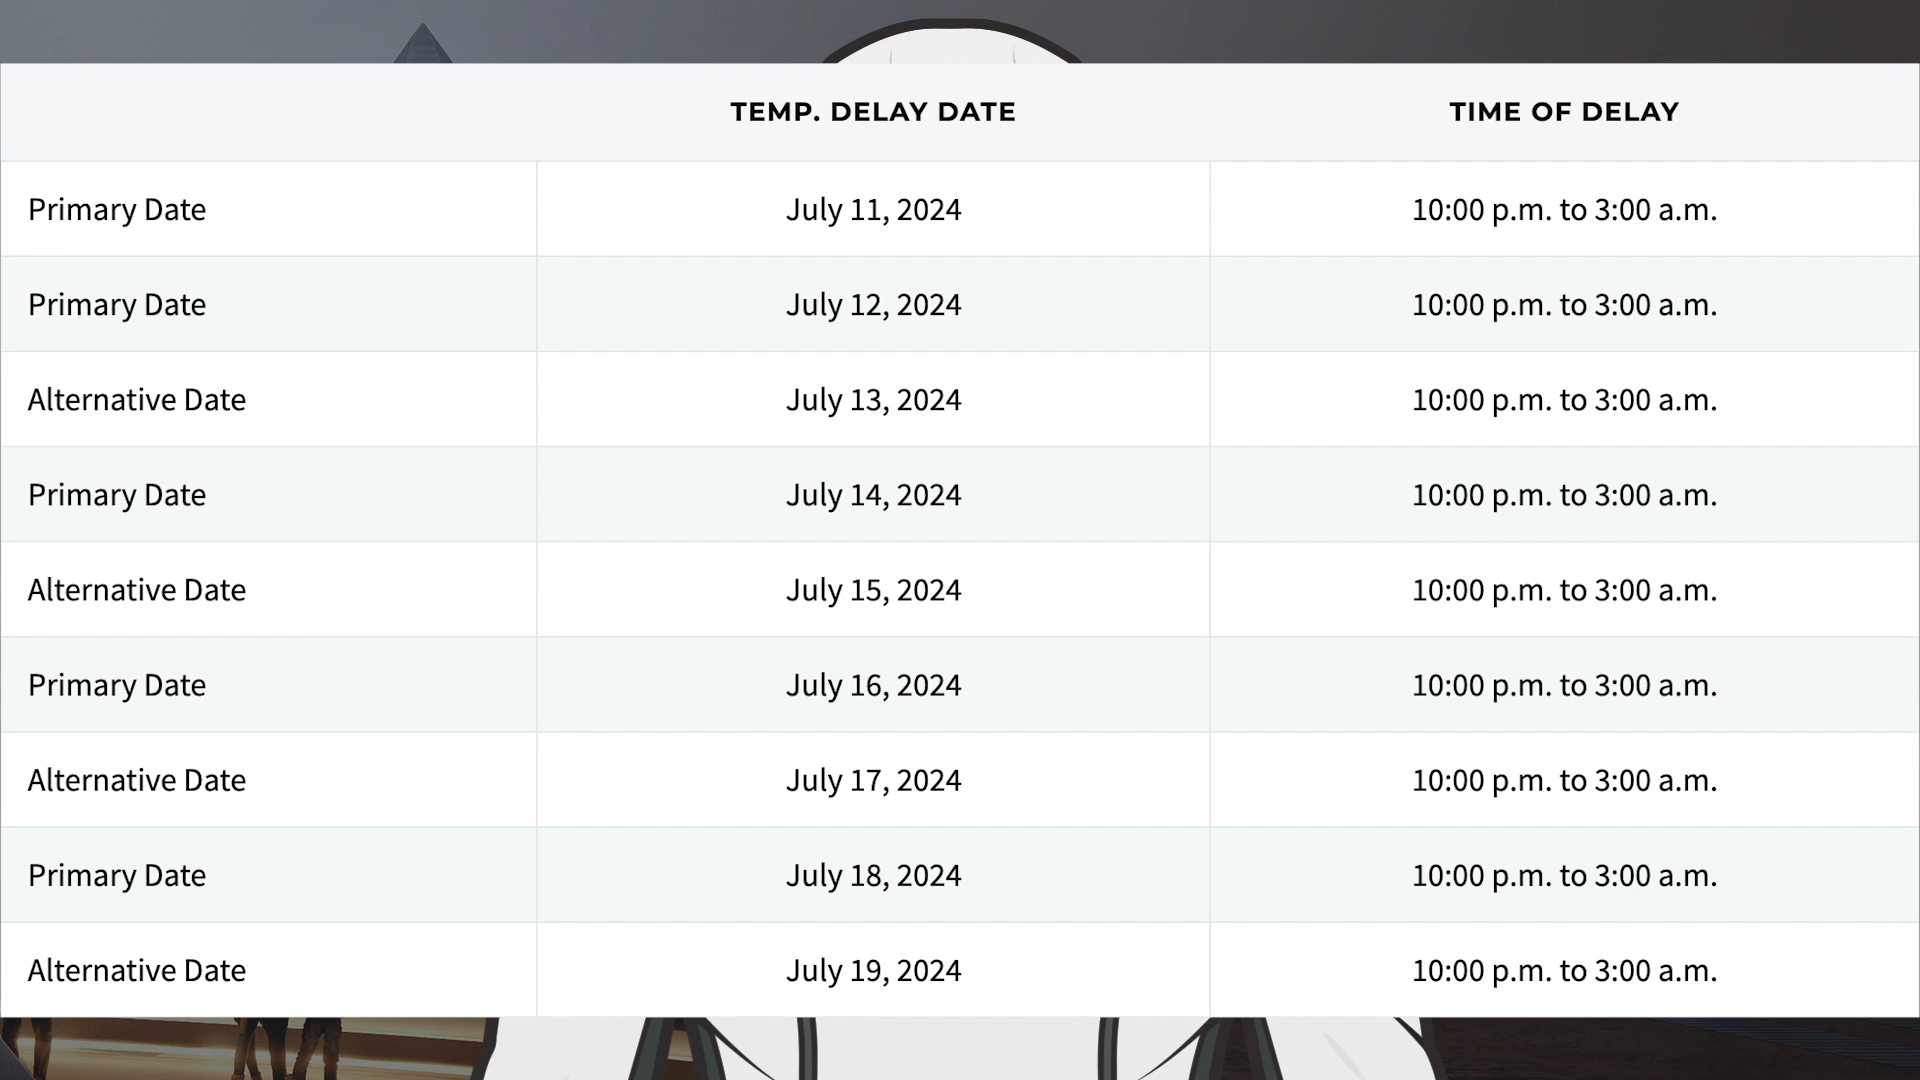 TEMP. DELAY DATE TIME OF DELAY
Primary Date July 11, 2024 10:00 p.m. to 3:00 a.m.
Primary Date July 12, 2024 10:00 p.m. to 3:00 a.m.
Alternative Date July 13, 2024 10:00 p.m. to 3:00 a.m.
Primary Date July 14, 2024 10:00 p.m. to 3:00 a.m.
Alternative Date July 15, 2024 10:00 p.m. to 3:00 a.m.
Primary Date July 16, 2024 10:00 p.m. to 3:00 a.m.
Alternative Date July 17, 2024 10:00 p.m. to 3:00 a.m.
Primary Date July 18, 2024 10:00 p.m. to 3:00 a.m.
Alternative Date July 19, 2024 10:00 p.m. to 3:00 a.m.